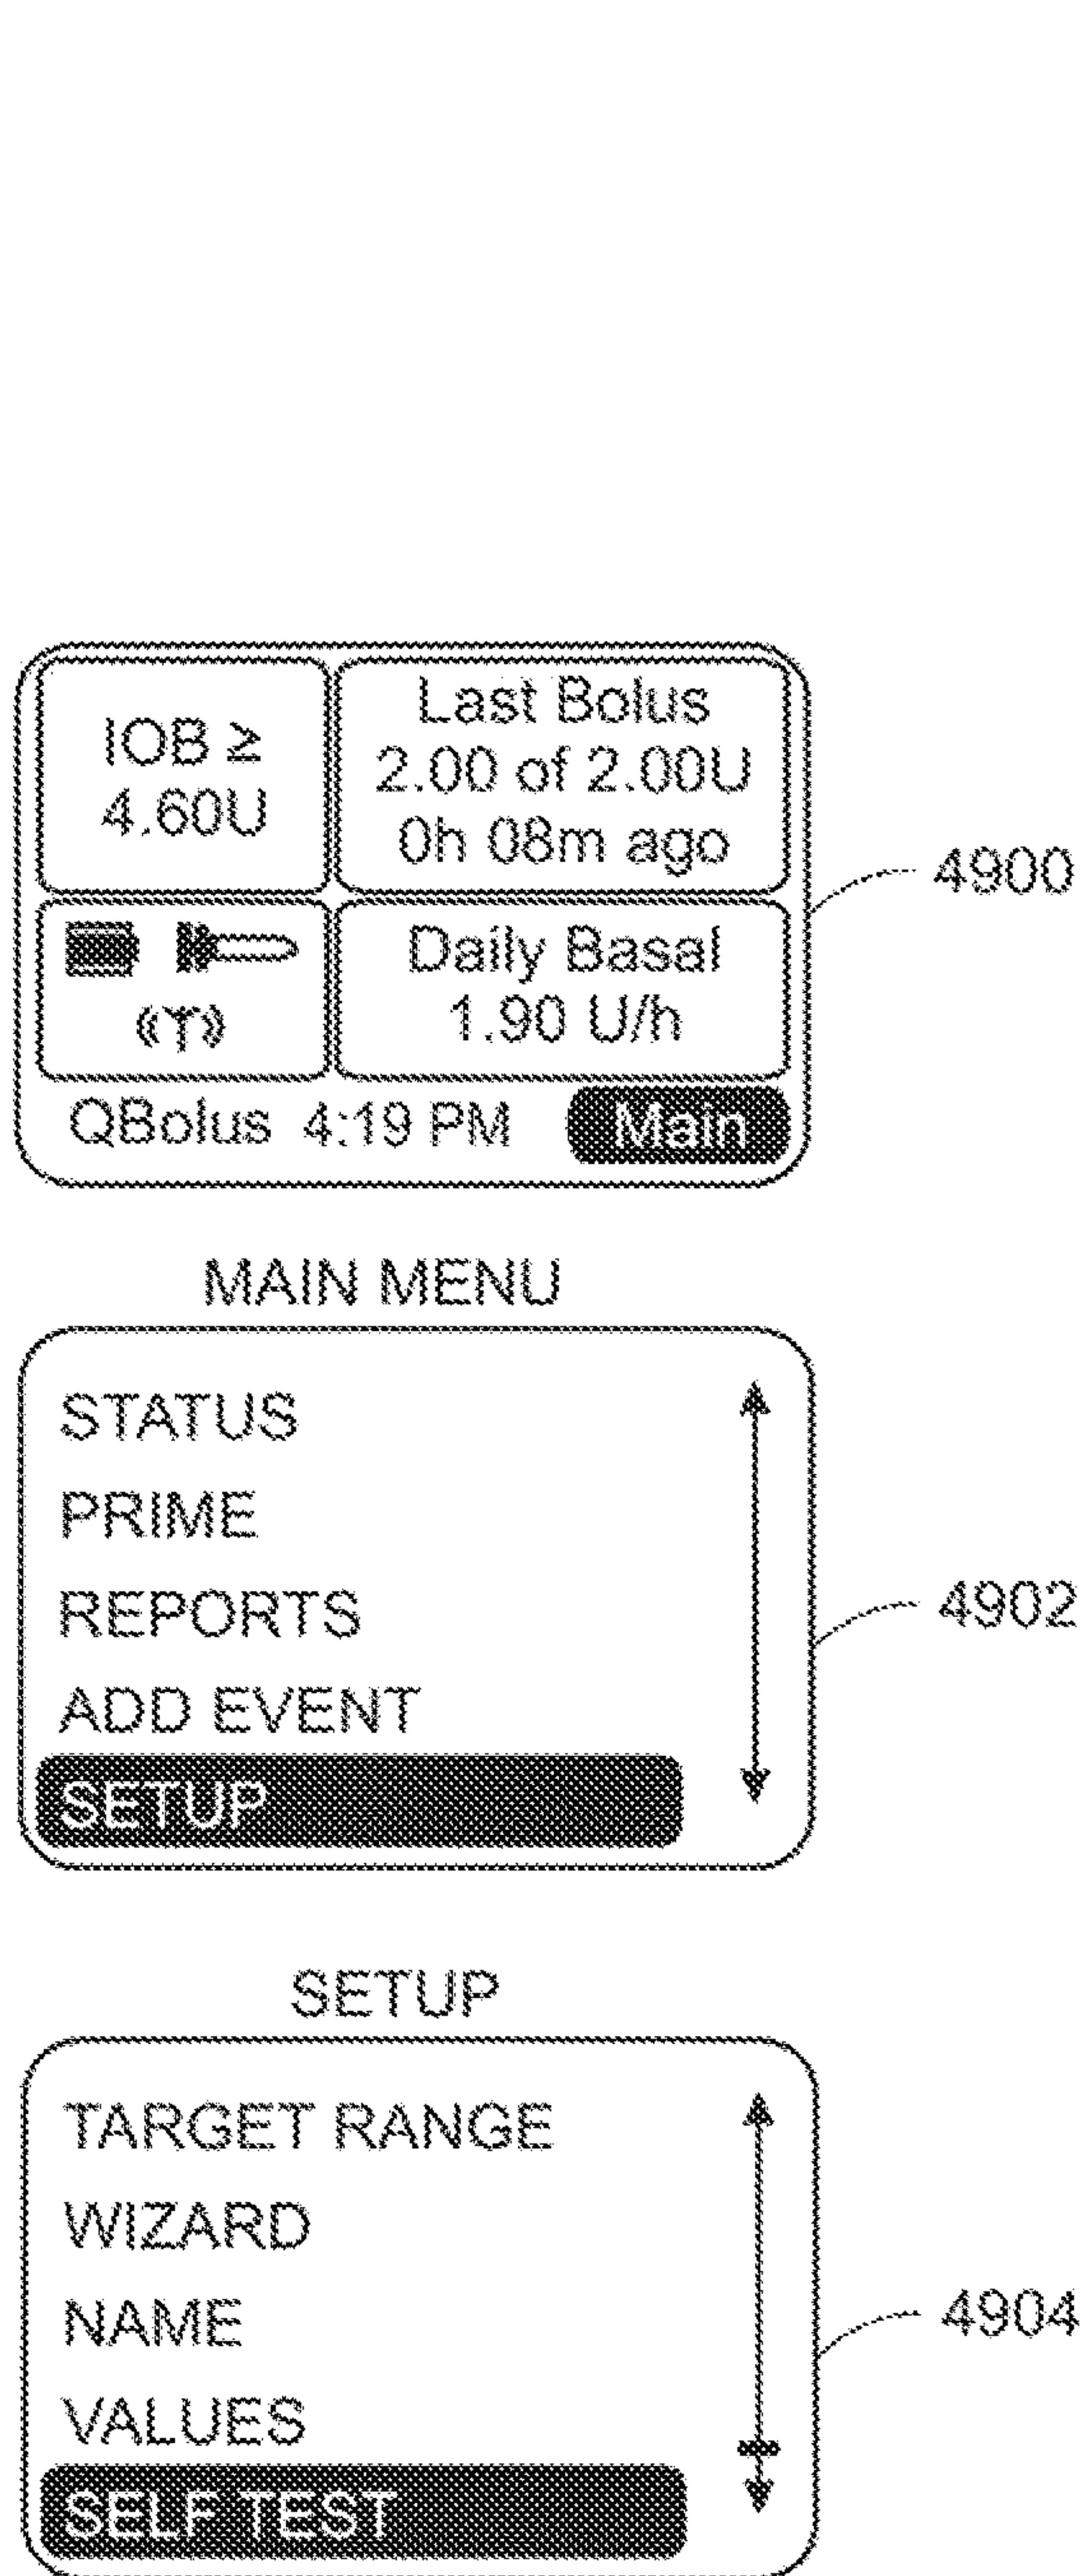 IOB ≥
4.60U
Last Bolus
2.00 of 2.00U
0h 08m ago
4900
Daily Basal
1.90 U/h
QBolus 4:19 PM Main
MAIN MENU
STATUS
PRIME
REPORTS
4902
ADD EVENT
SETUP
SETUP
TARGET RANGE
WIZARD
NAME
4904
VALUES
SELF TEST